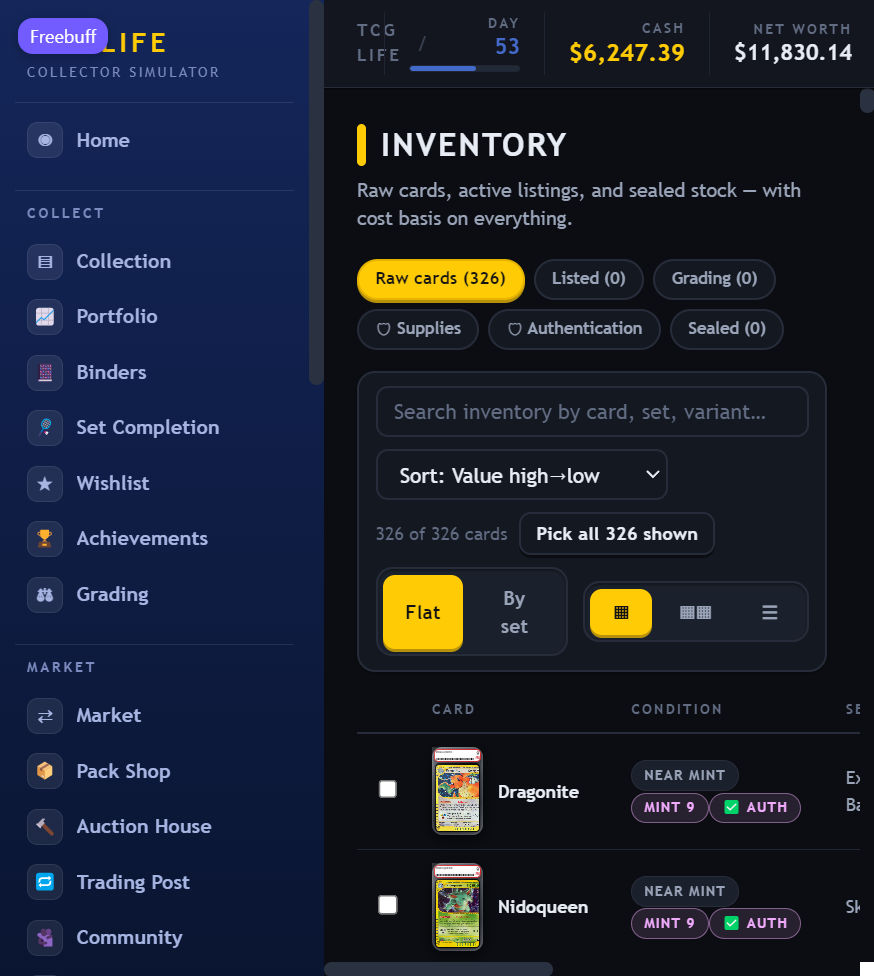 Freebuff
LIFE
COLLECTOR SIMULATOR
Home
COLLECT
Collection
Portfolio
Binders
Set Completion
Wishlist
Achievements
Grading
MARKET
Market
Pack Shop
Auction House
Trading Post
Community
TCG
LIFE
/
DAY
53
CASH
$6,247.39
NET WORTH
$11,830.14
INVENTORY
Raw cards, active listings, and sealed stock — with
cost basis on everything.
Raw cards (326)
Listed (0)
Grading (0)
Supplies
Authentication
Sealed (0)
Search inventory by card, set, variant...
Sort: Value high→low
326 of 326 cards
Pick all 326 shown
Flat
By
set
CARD
CONDITION
SE
Dragonite
NEAR MINT
MINT 9
AUTH
Ex
Ba
Nidoqueen
NEAR MINT
MINT 9
AUTH
Sk